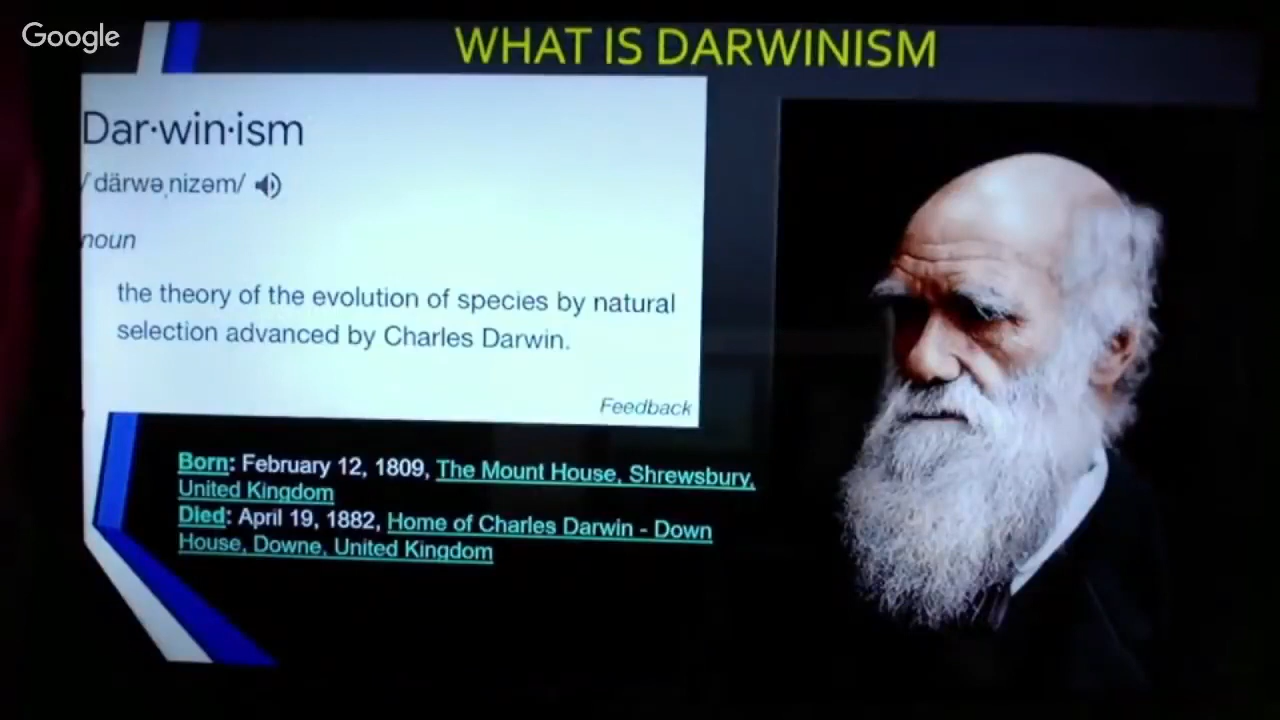 Google
WHAT IS DARWINISM
Dar·win·ism
/ˈdärwəˌnizəm/
noun
the theory of the evolution of species by natural
selection advanced by Charles Darwin.
Feedback
Born: February 12, 1809, The Mount House, Shrewsbury,
United Kingdom
Died: April 19, 1882, Home of Charles Darwin - Down
House, Downe, United Kingdom